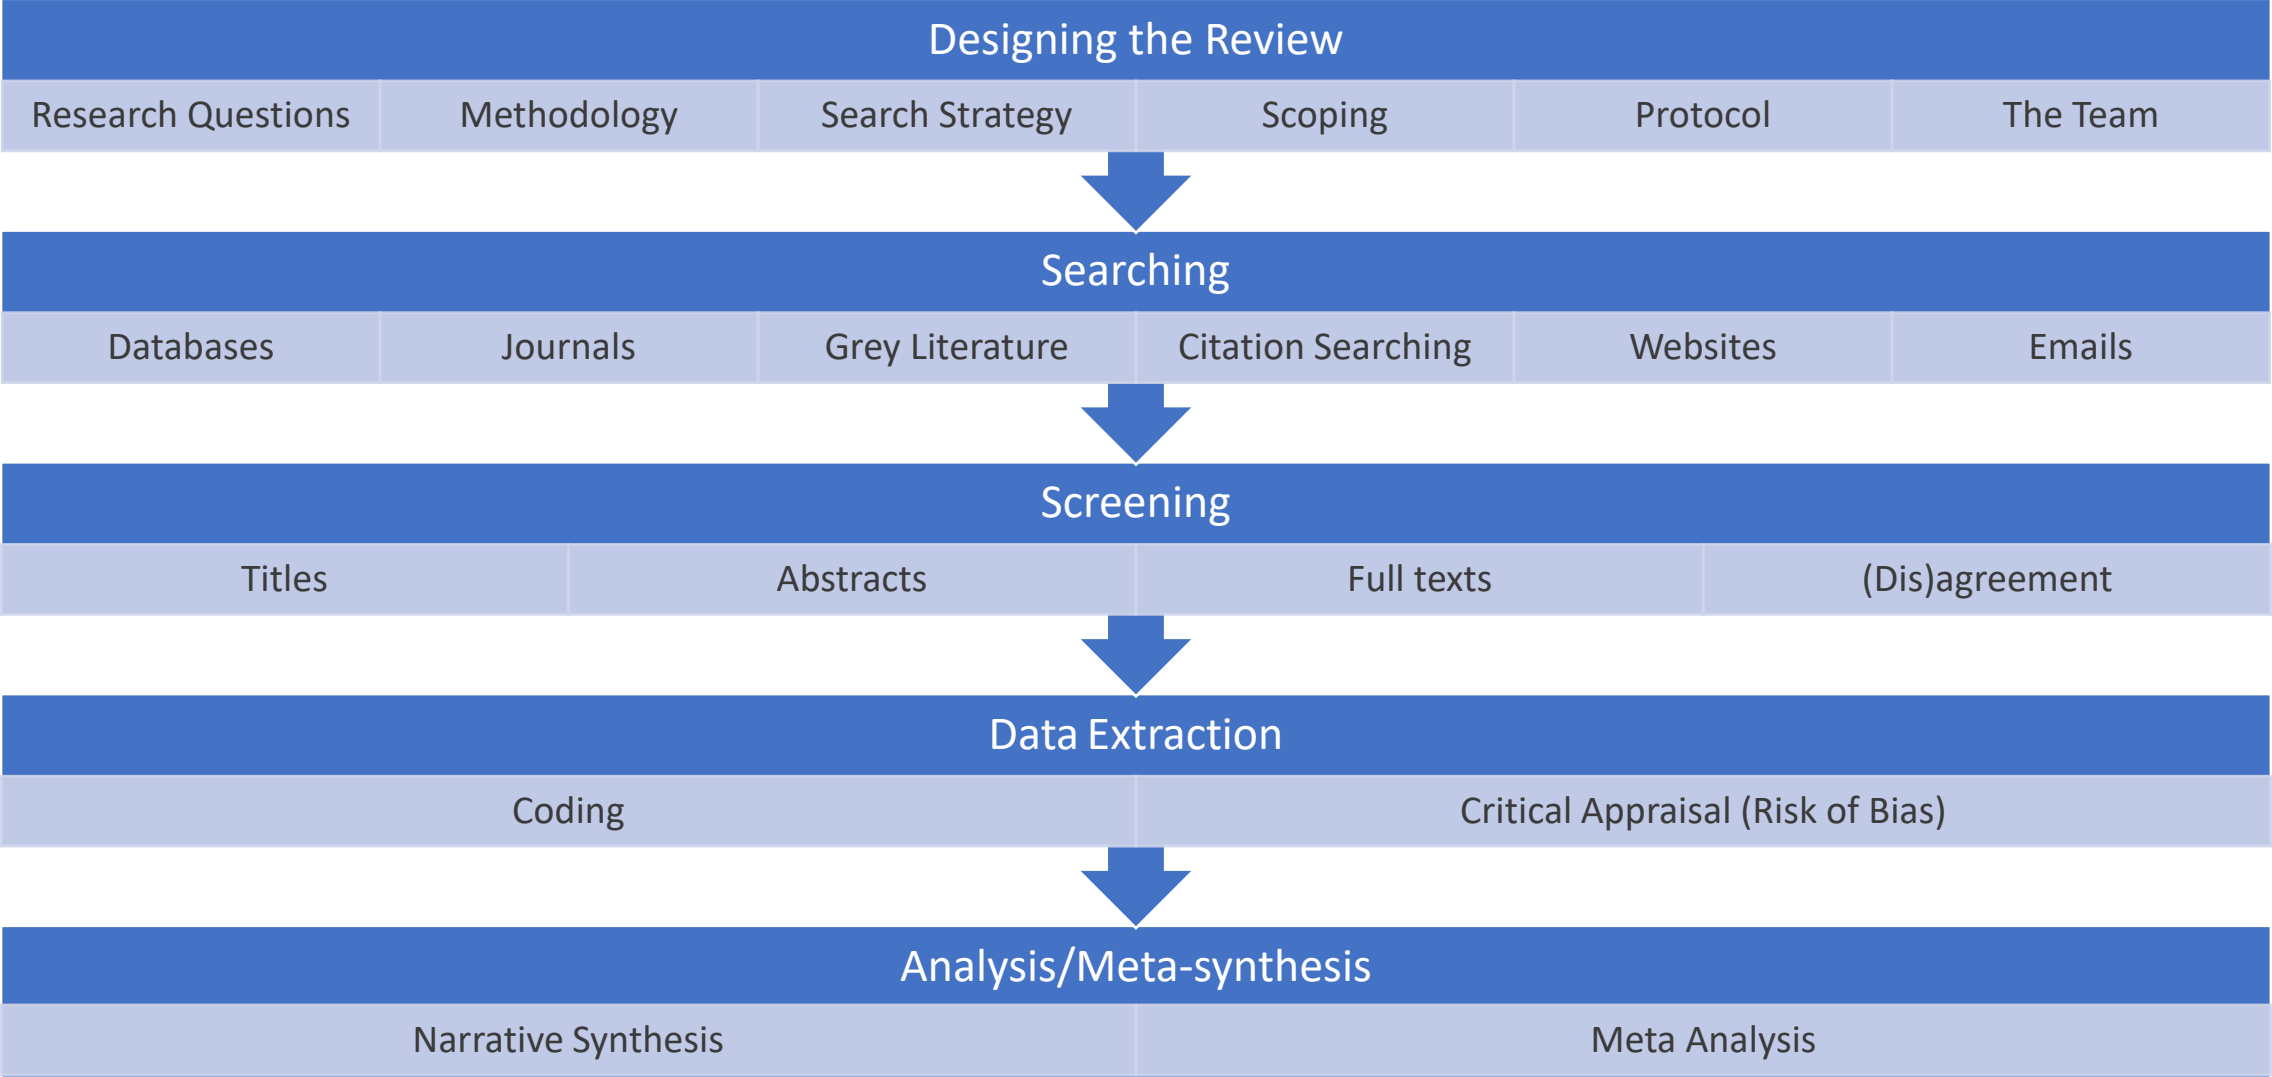 Designing the Review
Research Questions Methodology Search Strategy Scoping Protocol The Team
Searching
Databases Journals Grey Literature Citation Searching Websites Emails
Screening
Titles Abstracts Full texts (Dis)agreement
Data Extraction
Coding Critical Appraisal (Risk of Bias)
Analysis/Meta-synthesis
Narrative Synthesis Meta Analysis